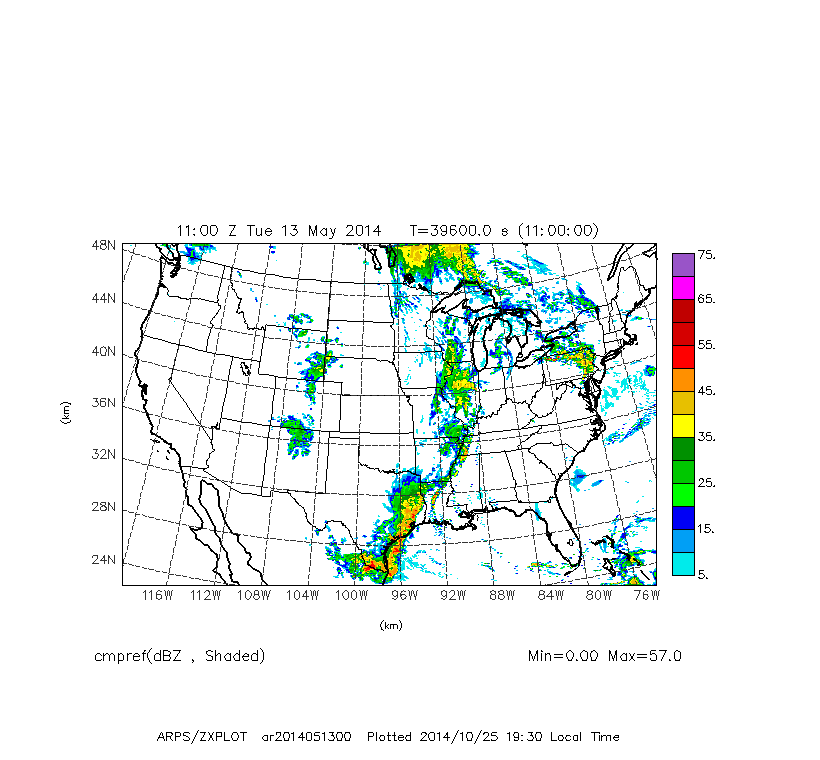 11:00 Z Tue 13 May 2014 T=39600.0 s (11:00:00)
48N
44N
40N
36N
32N
28N
24N
(km)
75.
65.
55.
45.
35.
25.
15.
5.
116W 112W 108W 104W 100W 96W 92W 88W 84W 80W 76W
(km)
cmpref(dBZ , Shaded) Min=0.00 Max=57.0
ARPS/ZXPLOT ar2014051300 Plotted 2014/10/25 19:30 Local Time